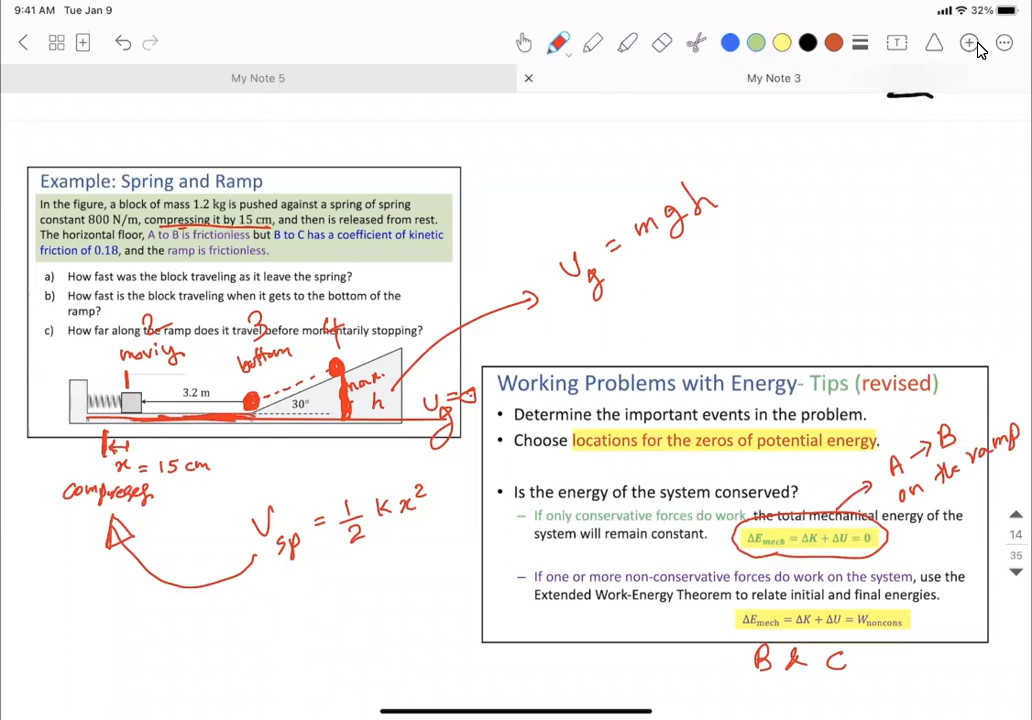 9:41 AM Tue Jan 9
32%
T
My Note 5
My Note 3
Example: Spring and Ramp
In the figure, a block of mass 1.2 kg is pushed against a spring of spring
constant 800 N/m, compressing it by 15 cm, and then is released from rest.
The horizontal floor, A to B is frictionless but B to C has a coefficient of kinetic
friction of 0.18, and the ramp is frictionless.
a) How fast was the block traveling as it leave the spring?
b) How fast is the block traveling when it gets to the bottom of the
ramp?
c) How far along the ramp does it travel before momentarily stopping?
2
3
4
moviy
bottom
max.
h
3.2 m
30°
U_g = 0
x = 15 cm
U_sp = 1/2 K x²
U_g = mgh
Working Problems with Energy- Tips (revised)
• Determine the important events in the problem.
• Choose locations for the zeros of potential energy.
A → B
on the ramp
• Is the energy of the system conserved?
– If only conservative forces do work, the total mechanical energy of the
system will remain constant.
ΔE_mech = ΔK + ΔU = 0
– If one or more non-conservative forces do work on the system, use the
Extended Work-Energy Theorem to relate initial and final energies.
ΔE_mech = ΔK + ΔU = W_noncons
B & C
14
35